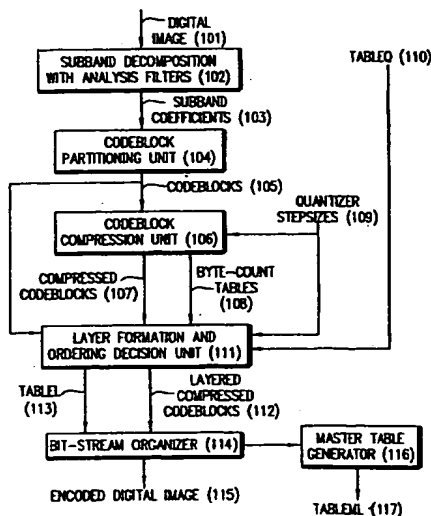 DIGITAL
IMAGE (101)
SUBBAND DECOMPOSITION
WITH ANALYSIS FILTERS (102)
TABLEQ (110)
SUBBAND
COEFFICIENTS (103)
CODEBLOCK
PARTITIONING UNIT (104)
CODEBLOCKS (105)
QUANTIZER
STEPSIZES (109)
CODEBLOCK
COMPRESSION UNIT (106)
COMPRESSED
CODEBLOCKS (107)
BYTE-COUNT
TABLES
(108)
LAYER FORMATION AND
ORDERING DECISION UNIT (111)
TABLEL
(113)
LAYERED
COMPRESSED
CODEBLOCKS (112)
BIT-STREAM ORGANIZER (114)
MASTER TABLE
GENERATOR (116)
ENCODED DIGITAL IMAGE (115)
TABLEML (117)